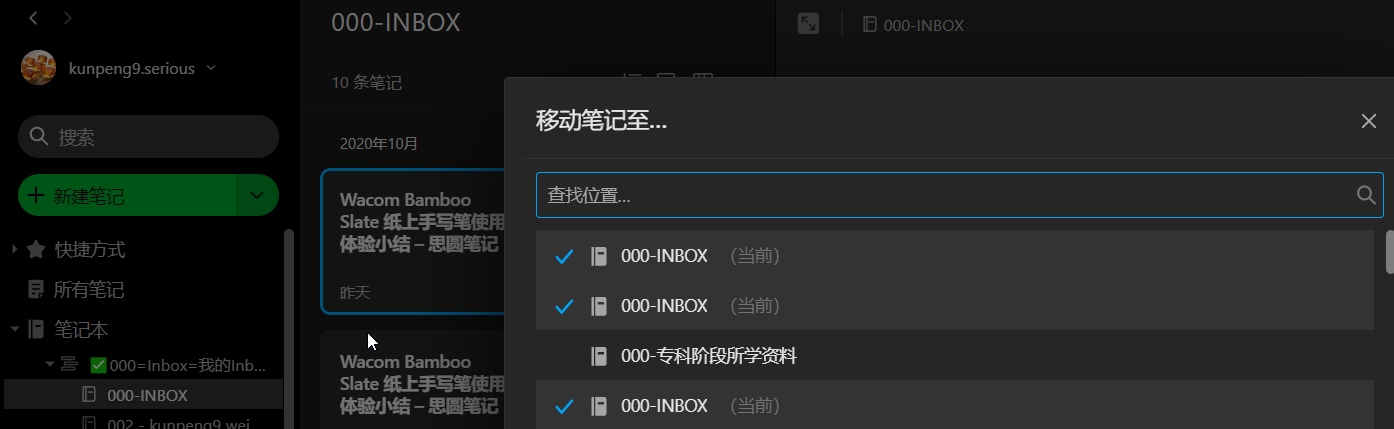 kunpeng9.serious
搜索
新建笔记
快捷方式
所有笔记
笔记本
000=Inbox=我的Inb...
000-INBOX
002 - kunpeng9.wei
000-INBOX
10 条笔记
2020年10月
Wacom Bamboo
Slate 纸上手写笔使用
体验小结 – 思圆笔记
昨天
Wacom Bamboo
Slate 纸上手写笔使用
体验小结 – 思圆笔记
000-INBOX
移动笔记至...
查找位置...
000-INBOX （当前）
000-INBOX （当前）
000-专科阶段所学资料
000-INBOX （当前）